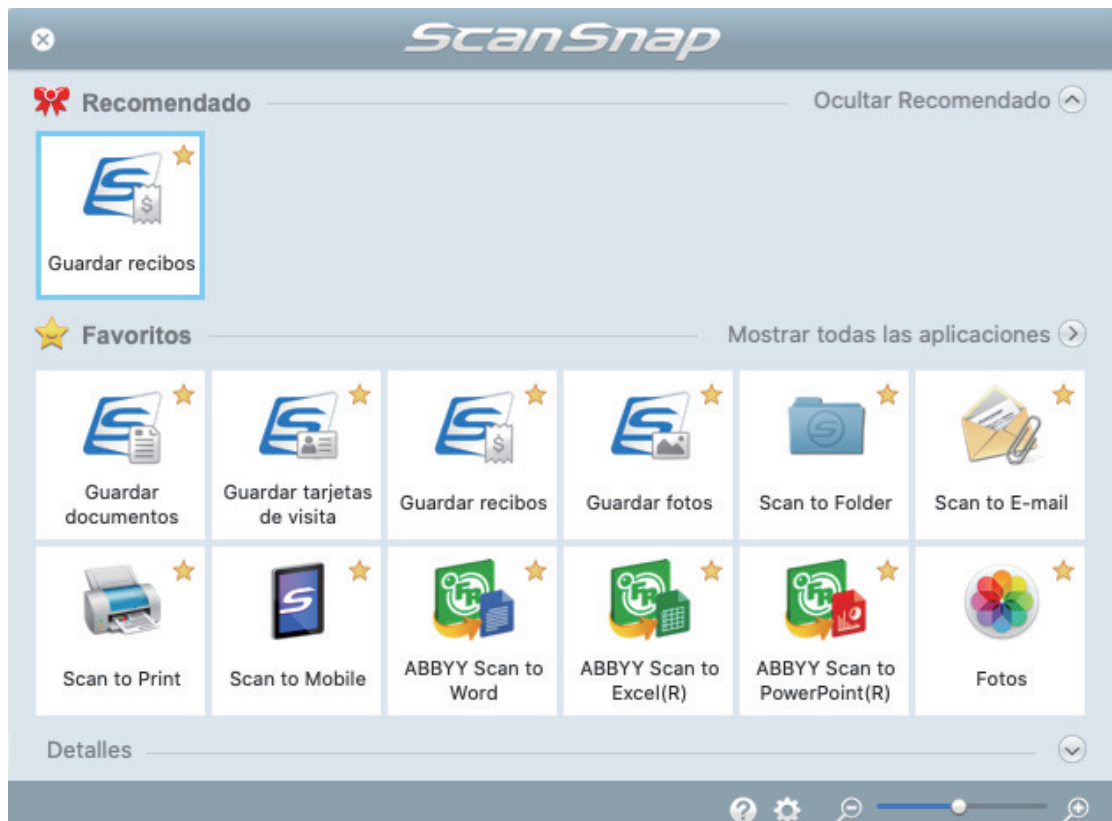 ScanSnap
Recomendado
Ocultar Recomendado
Guardar recibos
Favoritos
Mostrar todas las aplicaciones
Guardar
documentos
Guardar tarjetas
de visita
Guardar recibos
Guardar fotos
Scan to Folder
Scan to E-mail
Scan to Print
Scan to Mobile
ABBYY Scan to
Word
ABBYY Scan to
Excel(R)
ABBYY Scan to
PowerPoint(R)
Fotos
Detalles